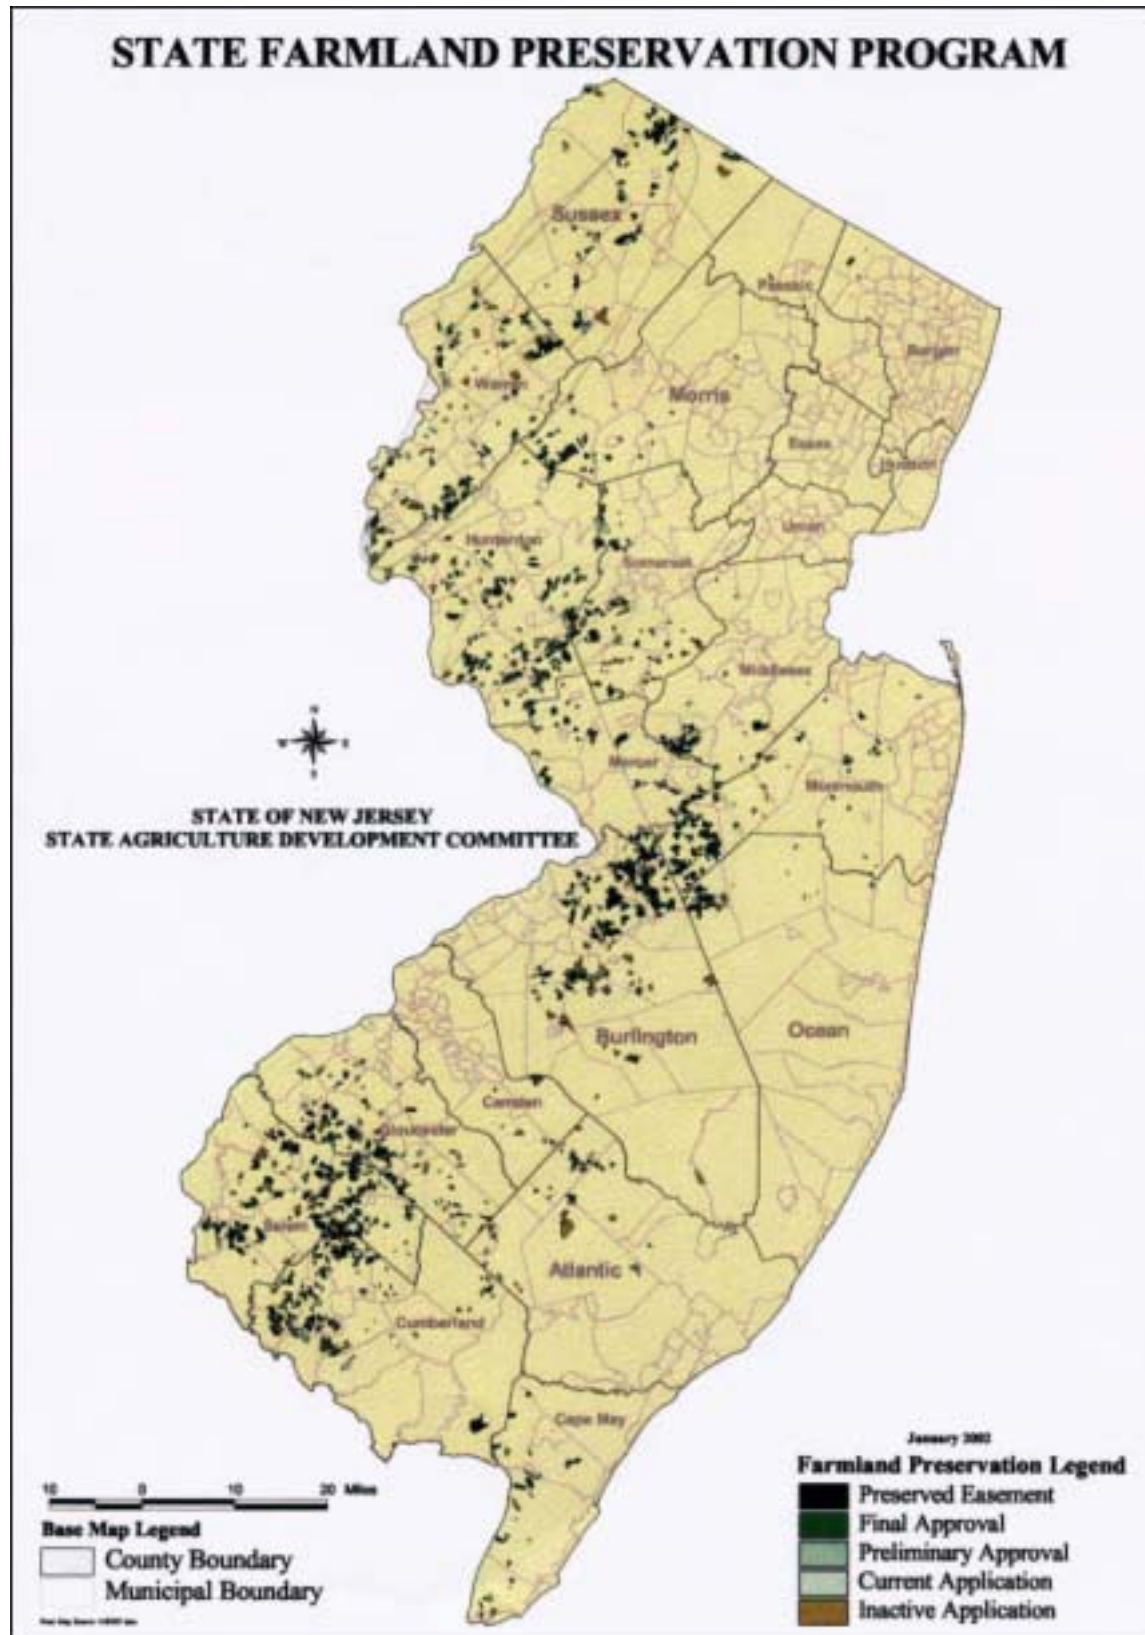 STATE FARMLAND PRESERVATION PROGRAM
Sussex
Passaic
Bergen
Warren
Morris
Essex
Hudson
Union
Hunterdon
Somerset
Middlesex
N
W E
S
Mercer
Monmouth
STATE OF NEW JERSEY
STATE AGRICULTURE DEVELOPMENT COMMITTEE
Burlington
Ocean
Camden
Gloucester
Salem
Atlantic
Cumberland
Cape May
10 0 10 20 Miles
Base Map Legend
County Boundary
Municipal Boundary
January
Farmland Preservation Legend
Preserved Easement
Final Approval
Preliminary Approval
Current Application
Inactive Application